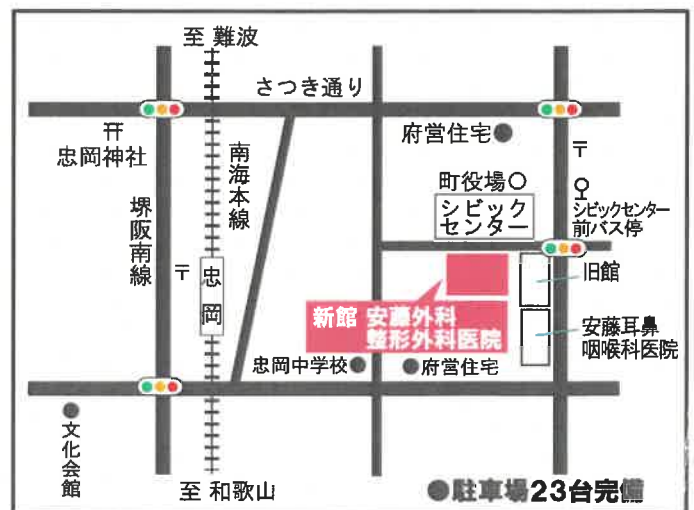 至 難波
さつき通り
府営住宅
忠岡神社
〒
町役場
南海本線
シビック
センター
シビックセンター
前バス停
堺阪南線
〒
忠岡
旧館
新館 安藤外科
整形外科医院
安藤耳鼻
咽喉科医院
忠岡中学校
府営住宅
文化会館
至 和歌山
●駐車場23台完備